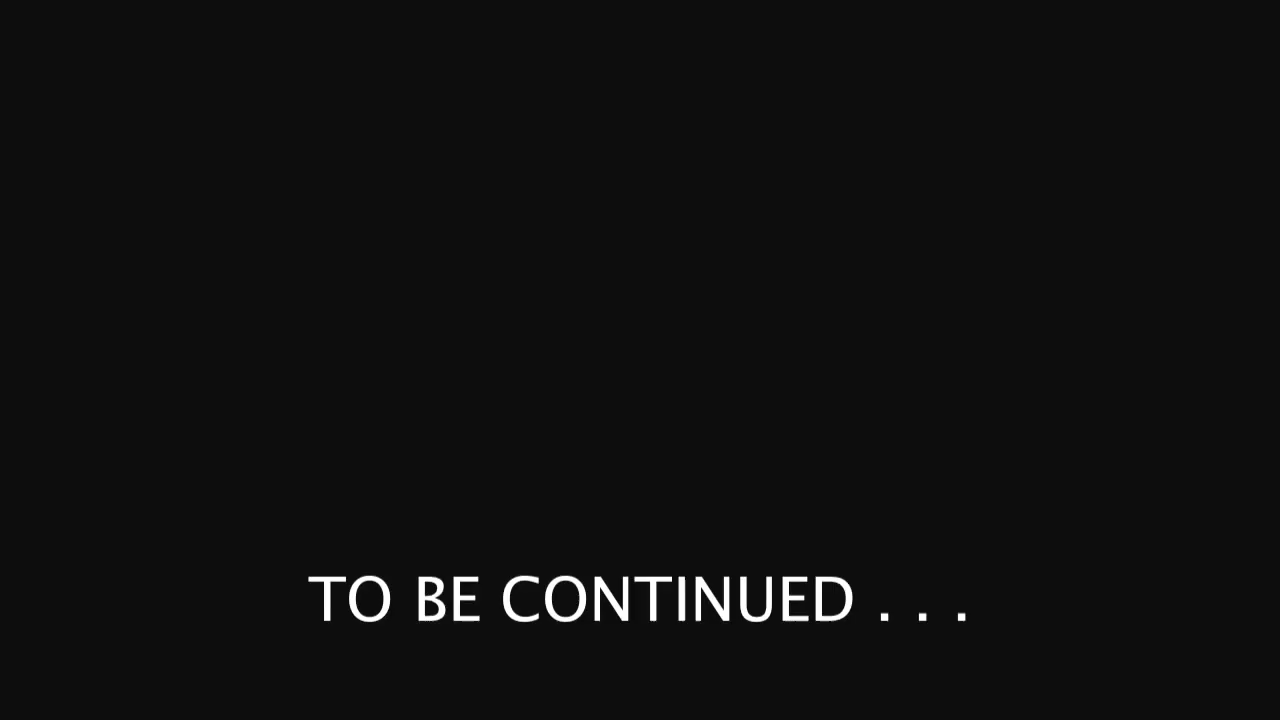 TO BE CONTINUED . . .